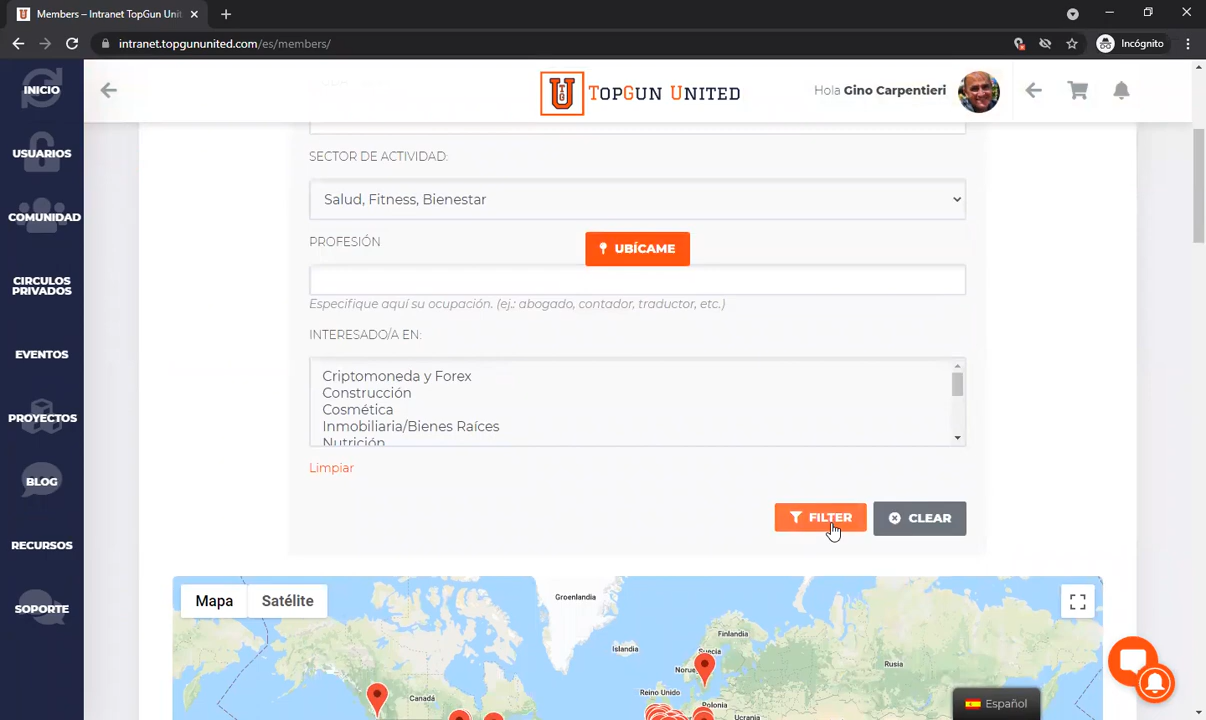 Members – Intranet TopGun Unit
intranet.topgununited.com/es/members/
Incógnito
INICIO
USUARIOS
COMUNIDAD
CIRCULOS
PRIVADOS
EVENTOS
PROYECTOS
BLOG
RECURSOS
SOPORTE
TOPGUN UNITED
Hola Gino Carpentieri
SECTOR DE ACTIVIDAD:
Salud, Fitness, Bienestar
PROFESIÓN
UBÍCAME
Especifique aquí su ocupación. (ej.: abogado, contador, traductor, etc.)
INTERESADO/A EN:
Criptomoneda y Forex
Construcción
Cosmética
Inmobiliaria/Bienes Raíces
Nutrición
Limpiar
FILTER
CLEAR
Mapa
Satélite
Groenlandia
Islandia
Finlandia
Suecia
Noruega
Rusia
Canadá
Reino Unido
Polonia
Ucrania
Español